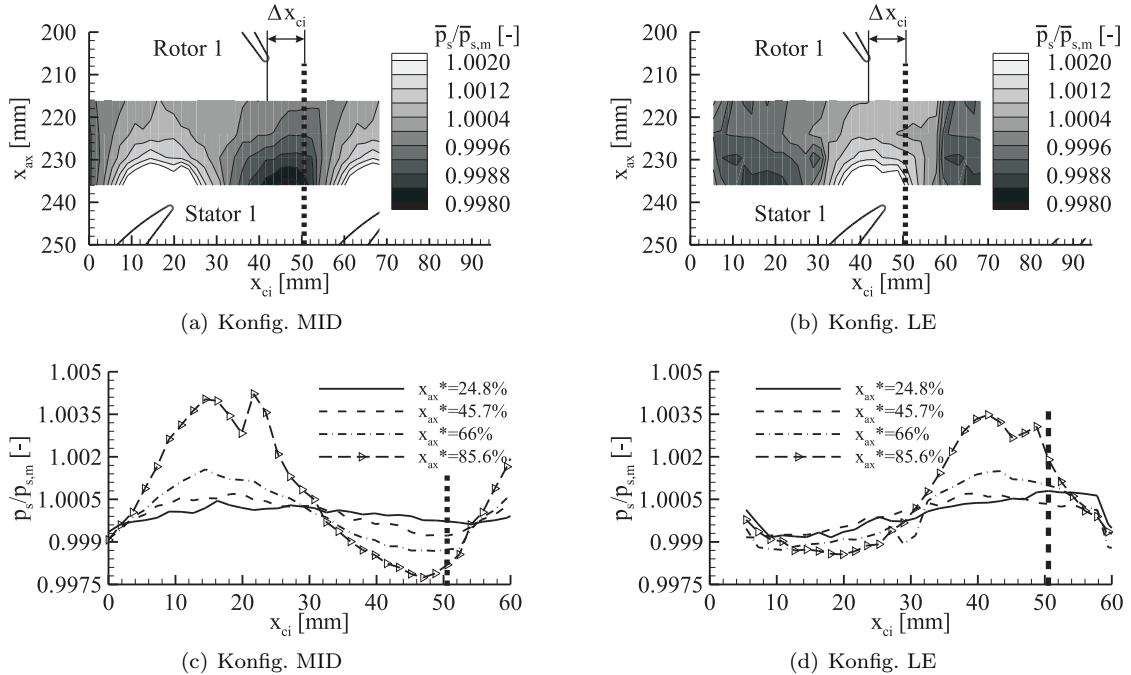 Δx_ci
Rotor 1
Stator 1
x_ax [mm]
200
210
220
230
240
250
0 10 20 30 40 50 60 70 80 90
x_ci [mm]
p̅_s/p̅_s,m [-]
1.0020
1.0012
1.0004
0.9996
0.9988
0.9980
(a) Konfig. MID
Δx_ci
Rotor 1
Stator 1
x_ax [mm]
200
210
220
230
240
250
0 10 20 30 40 50 60 70 80 90
x_ci [mm]
p̅_s/p̅_s,m [-]
1.0020
1.0012
1.0004
0.9996
0.9988
0.9980
(b) Konfig. LE
p_s/p_s,m [-]
1.005
1.0035
1.002
1.0005
0.999
0.9975
x_ax*=24.8%
x_ax*=45.7%
x_ax*=66%
x_ax*=85.6%
0 10 20 30 40 50 60
x_ci [mm]
(c) Konfig. MID
p_s/p_s,m [-]
1.005
1.0035
1.002
1.0005
0.999
0.9975
x_ax*=24.8%
x_ax*=45.7%
x_ax*=66%
x_ax*=85.6%
0 10 20 30 40 50 60
x_ci [mm]
(d) Konfig. LE